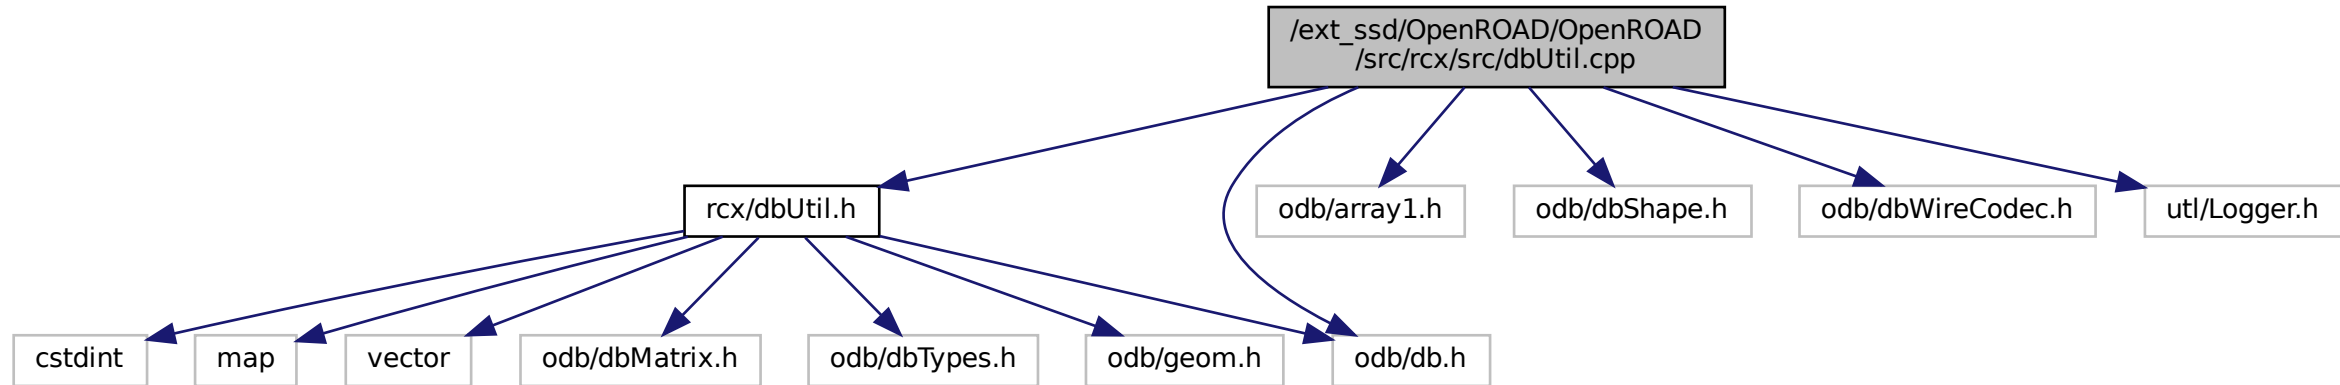 /ext_ssd/OpenROAD/OpenROAD
/src/rcx/src/dbUtil.cpp
rcx/dbUtil.h
odb/array1.h
odb/dbShape.h
odb/dbWireCodec.h
utl/Logger.h
cstdint
map
vector
odb/dbMatrix.h
odb/dbTypes.h
odb/geom.h
odb/db.h